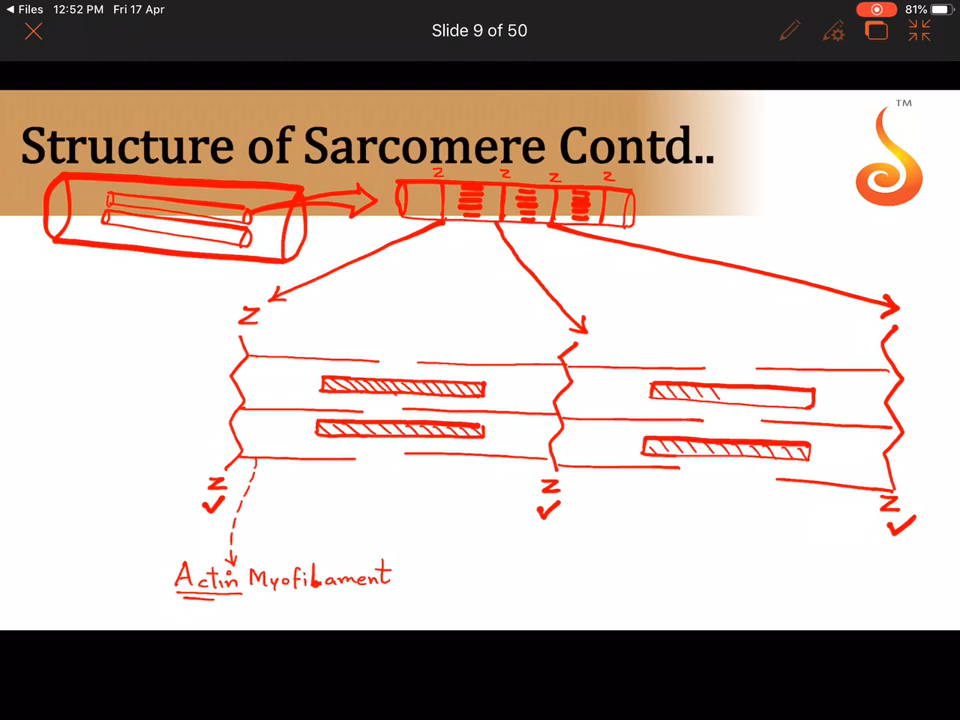 Files 12:52 PM Fri 17 Apr 81%
Slide 9 of 50
TM
Structure of Sarcomere Contd..
z z z z
Z
Z Z Z
Actin Myofilament